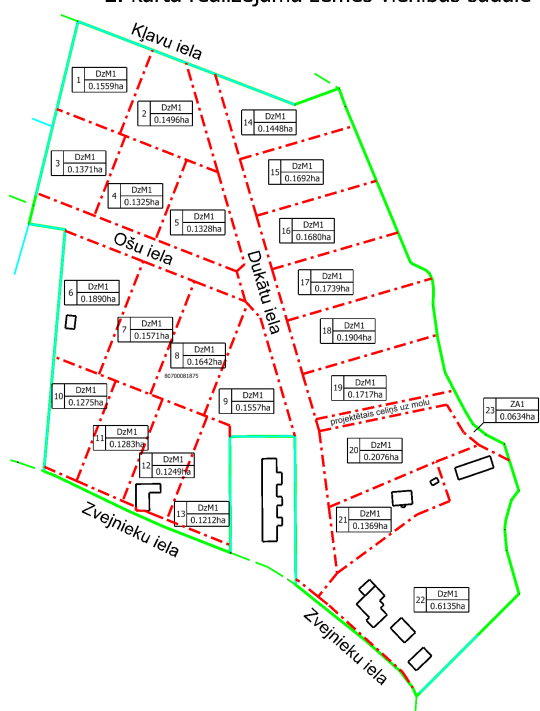 2. Karta realizējamā zemes vienības sadale
Kļavu iela
1 DzM1
0.1559ha
2 DzM1
0.1496ha
14 DzM1
0.1448ha
3 DzM1
0.1371ha
15 DzM1
0.1692ha
4 DzM1
0.1325ha
5 DzM1
0.1328ha
16 DzM1
0.1680ha
Ošu iela
Dukātu iela
17 DzM1
0.1739ha
6 DzM1
0.1890ha
7 DzM1
0.1571ha
18 DzM1
0.1904ha
8 DzM1
0.1642ha
80700081875
19 DzM1
0.1717ha
10 DzM1
0.1275ha
9 DzM1
0.1557ha
projektētais celiņš uz molu
23 ZA1
0.0634ha
11 DzM1
0.1283ha
20 DzM1
0.2076ha
12 DzM1
0.1249ha
13 DzM1
0.1212ha
21 DzM1
0.1369ha
Zvejnieku iela
22 DzM1
0.6135ha
Zvejnieku iela